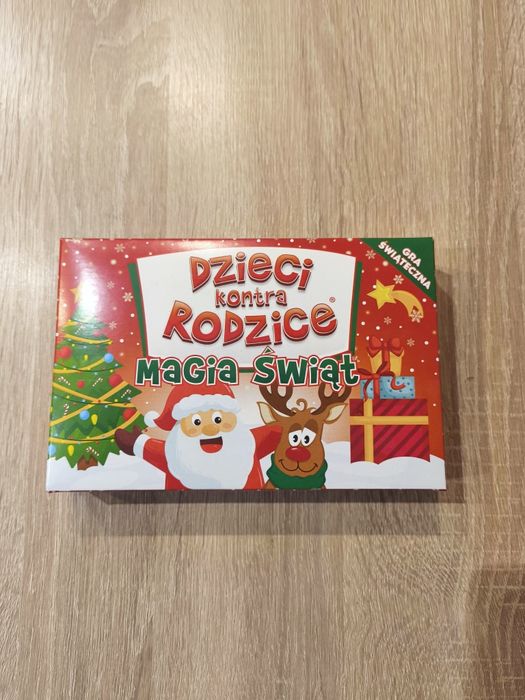 Dzieci
kontra
Rodzice®
Magia Świąt
GRA
ŚWIĄTECZNA